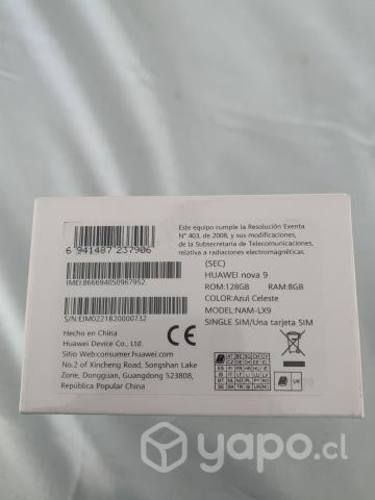 6 941487 237906
IMEI:866694050967952
S/N:EJM0221820000732
Hecho en China
Huawei Device Co., Ltd.
Sitio Web:consumer.huawei.com
No.2 of Xincheng Road, Songshan Lake
Zone, Dongguan, Guangdong 523808,
República Popular China
CE
Este equipo cumple la Resolución Exenta
N° 403, de 2008, y sus modificaciones,
de la Subsecretaría de Telecomunicaciones,
relativa a radiaciones electromagnéticas.
(SEC)
HUAWEI nova 9
ROM:128GB RAM:8GB
COLOR:Azul Celeste
MODEL:NAM-LX9
SINGLE SIM/Una tarjeta SIM
yapo.cl